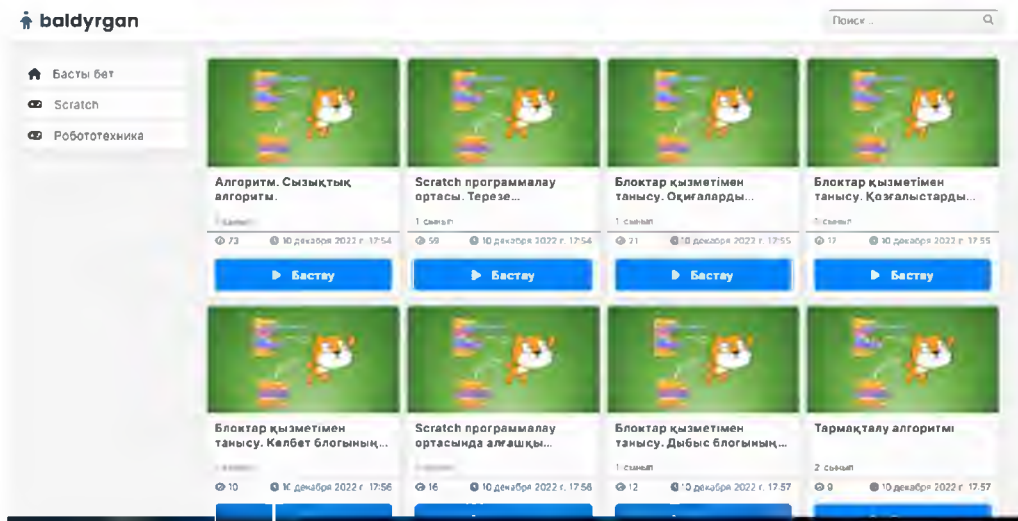 baldyrgan
Поиск ..
Басты бет
Scratch
Робототехника
Алгоритм. Сызықтық
алгоритм.
73
10 декабря 2022 г. 17:54
Бастау
Scratch программалау
ортасы. Терезе...
1 сынып
59
10 декабря 2022 г. 17:54
Бастау
Блоктар қызметімен
танысу. Оқиғаларды...
1 сынып
21
10 декабря 2022 г. 17:55
Бастау
Блоктар қызметімен
танысу. Қозғалыстарды...
1 сынып
17
10 декабря 2022 г. 17:55
Бастау
Блоктар қызметімен
танысу. Келбет блогының...
10
10 декабря 2022 г. 17:56
Scratch программалау
ортасында алғашқы...
16
10 декабря 2022 г. 17:56
Блоктар қызметімен
танысу. Дыбыс блогының...
1 сынып
12
10 декабря 2022 г. 17:57
Тармақталу алгоритмі
2 сынып
9
10 декабря 2022 г. 17:57